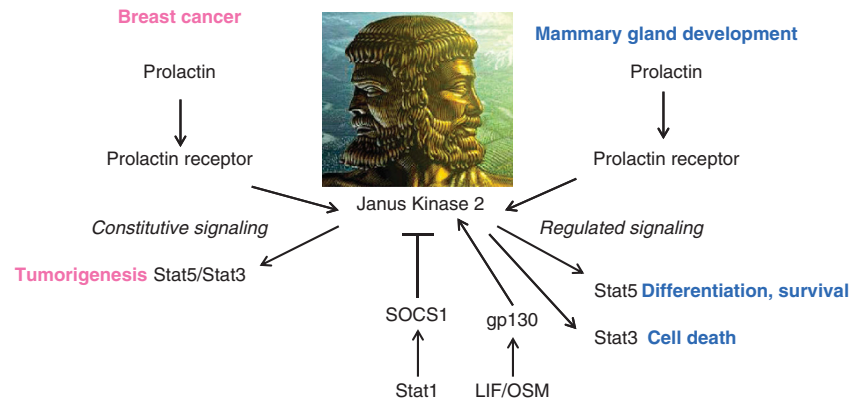 Breast cancer
Mammary gland development
Prolactin
Prolactin
Prolactin receptor
Prolactin receptor
Janus Kinase 2
Constitutive signaling
Regulated signaling
Tumorigenesis Stat5/Stat3
Stat5 Differentiation, survival
SOCS1
gp130
Stat3 Cell death
Stat1
LIF/OSM